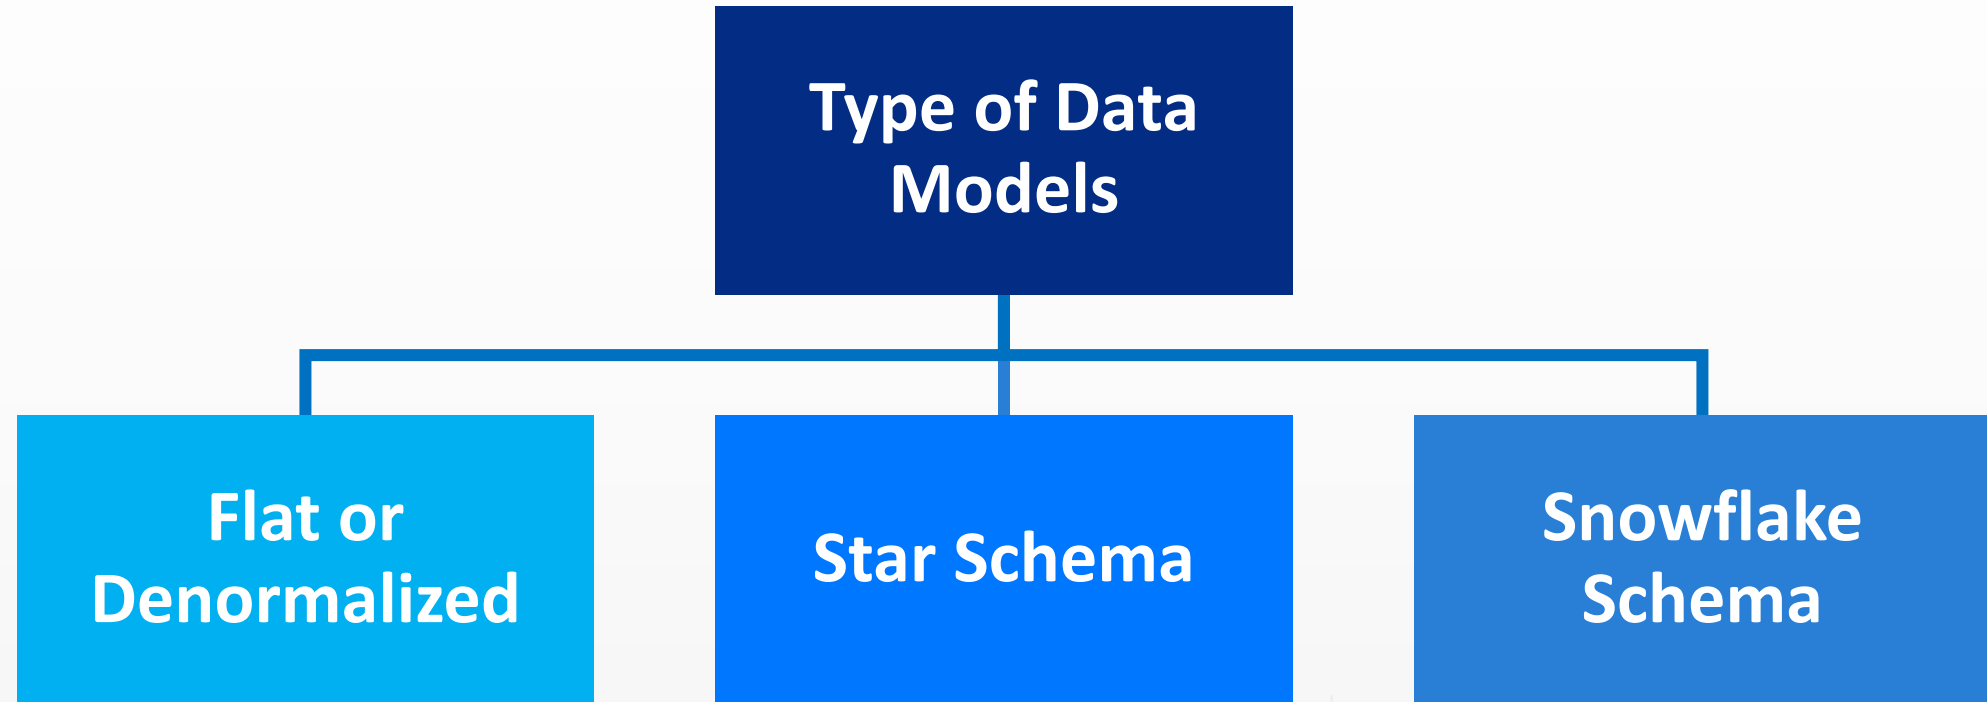 Type of Data
Models
Flat or
Denormalized
Star Schema
Snowflake
Schema